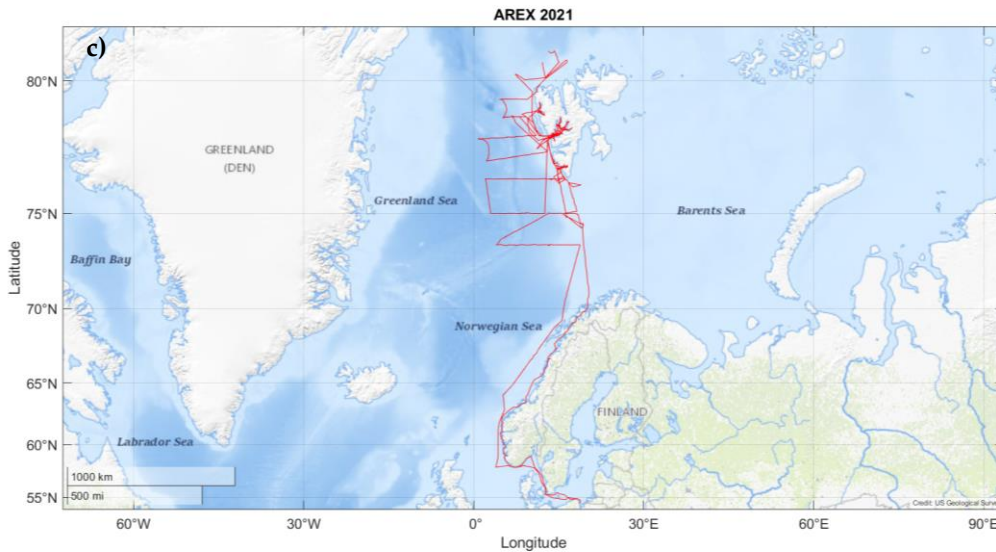 AREX 2021
c)
80°N
GREENLAND
(DEN)
Greenland Sea
75°N
Barents Sea
Baffin Bay
Latitude
70°N
Norwegian Sea
65°N
FINLAND
60°N
Labrador Sea
1000 km
500 mi
55°N
Credit: US Geological Surve
60°W
30°W
0°
30°E
60°E
90°E
Longitude